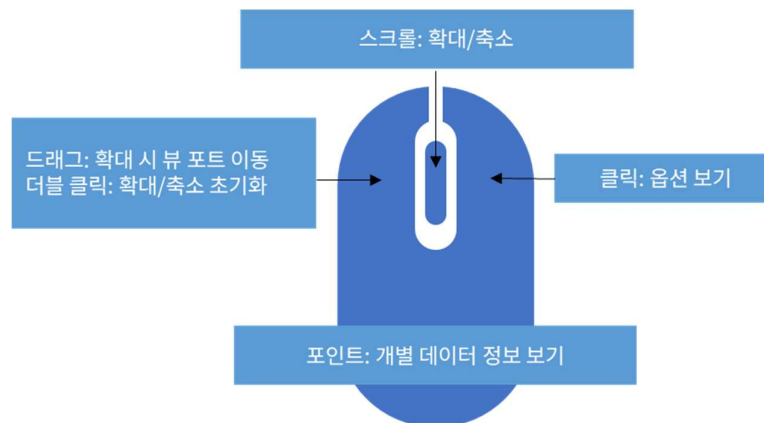 스크롤: 확대/축소
드래그: 확대 시 뷰 포트 이동
더블 클릭: 확대/축소 초기화
클릭: 옵션 보기
포인트: 개별 데이터 정보 보기